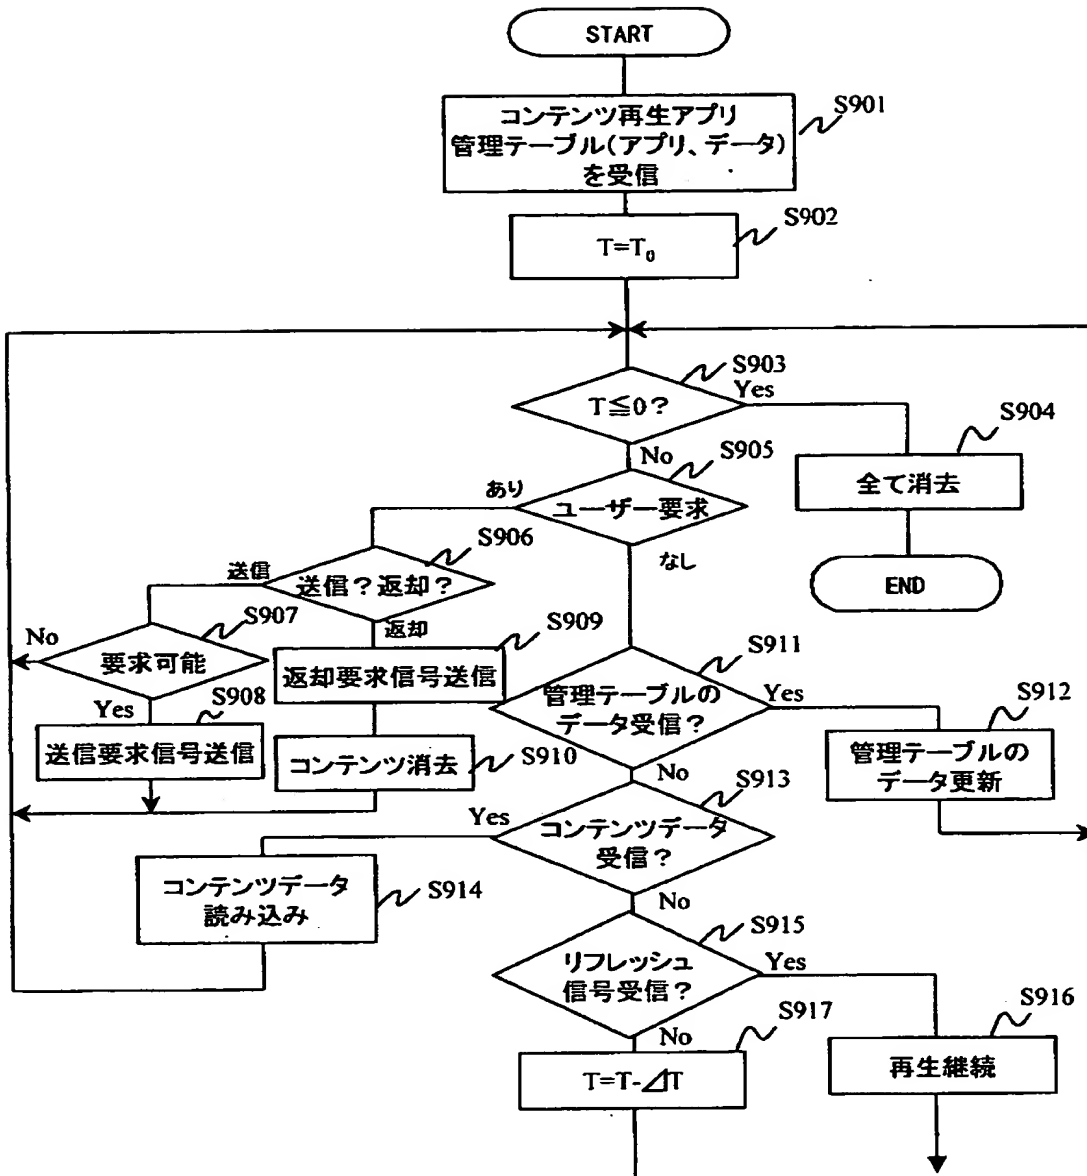 START
コンテンツ再生アプリ
管理テーブル(アプリ、データ)
を受信
S901
T=T₀
S902
T≦0?
S903
Yes
No
全て消去
S904
END
ユーザー要求
S905
あり
なし
送信?返却?
S906
送信
返却
要求可能
S907
No
Yes
送信要求信号送信
S908
返却要求信号送信
S909
コンテンツ消去
S910
管理テーブルの
データ受信?
S911
Yes
No
管理テーブルの
データ更新
S912
コンテンツデータ
受信?
S913
Yes
No
コンテンツデータ
読み込み
S914
リフレッシュ
信号受信?
S915
Yes
No
再生継続
S916
T=T-⊿T
S917